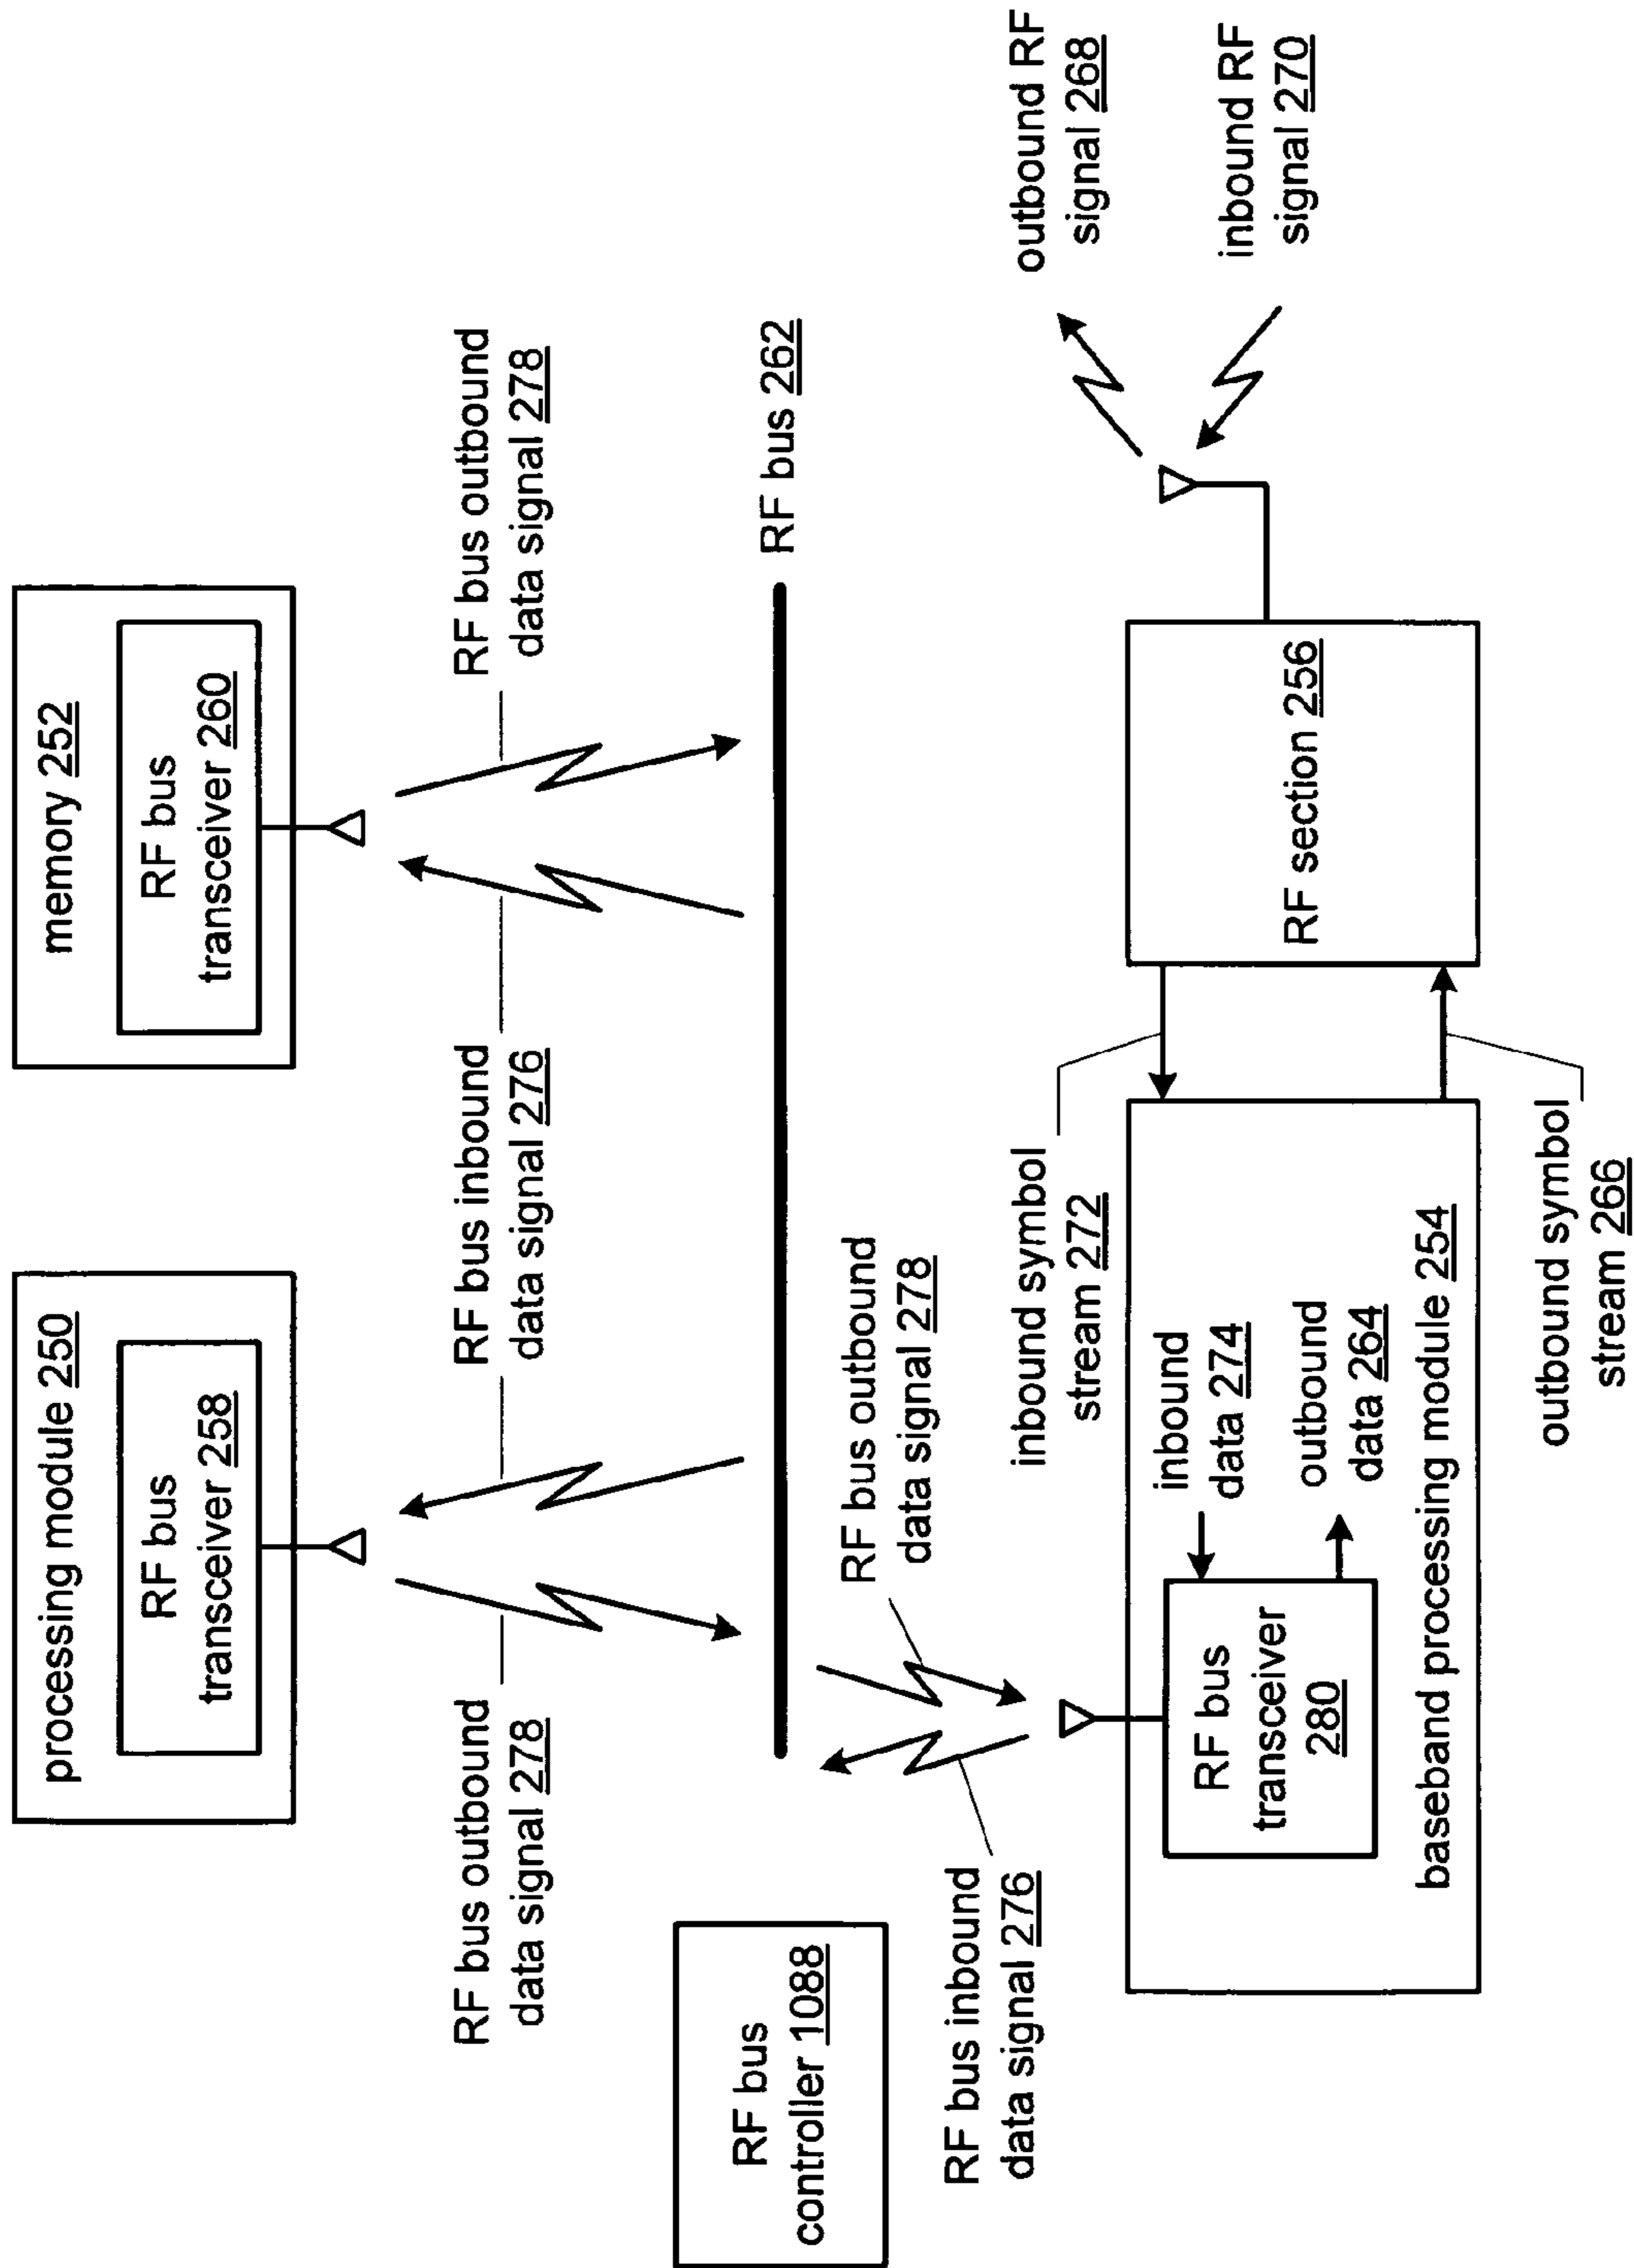 processing module 250
RF bus
transceiver 258
memory 252
RF bus
transceiver 260
RF bus outbound
data signal 278
RF bus inbound
data signal 276
RF bus outbound
data signal 278
RF bus
controller 1088
RF bus 262
RF bus outbound
data signal 278
RF bus inbound
data signal 276
inbound symbol
stream 272
outbound RF
signal 268
inbound RF
signal 270
RF bus
transceiver
280
inbound
data 274
outbound
data 264
baseband processing module 254
RF section 256
outbound symbol
stream 266